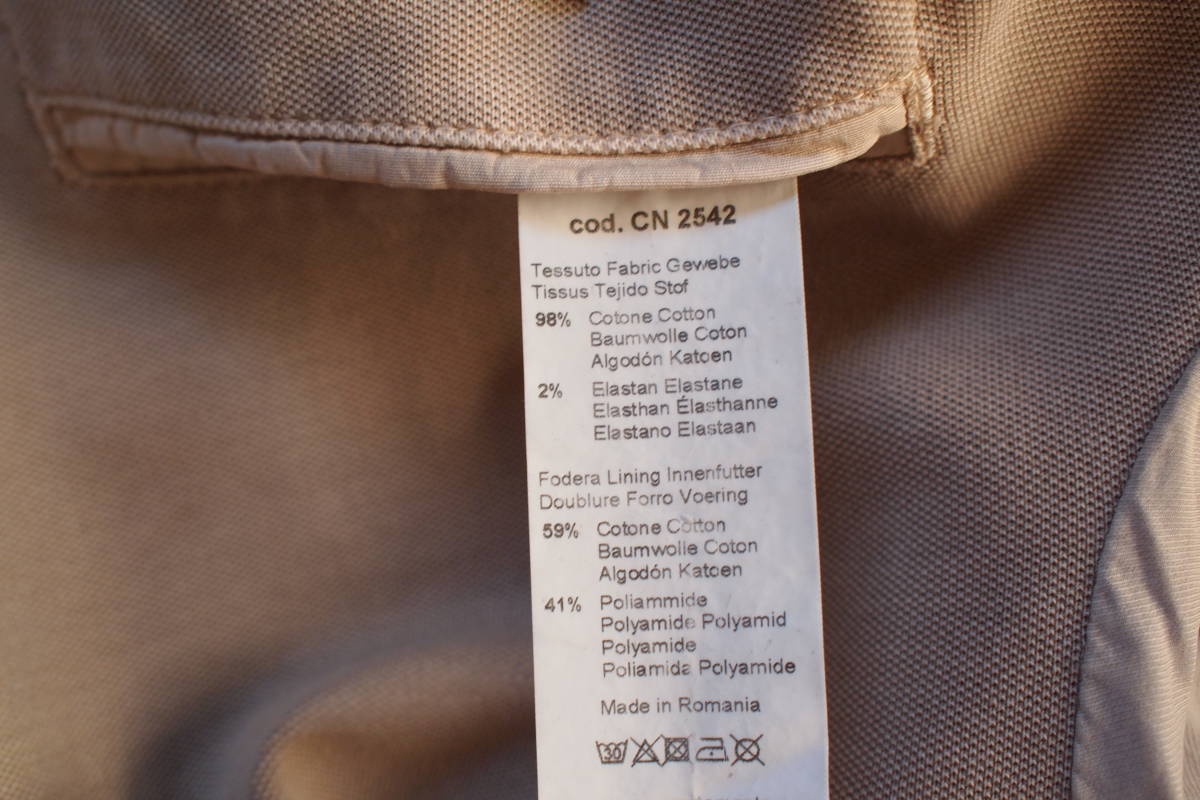 cod. CN 2542
Tessuto Fabric Gewebe
Tissus Tejido Stof
98% Cotone Cotton
Baumwolle Coton
Algodón Katoen
2% Elastan Elastane
Elasthan Élasthanne
Elastano Elastaan
Fodera Lining Innenfutter
Doublure Forro Voering
59% Cotone Cotton
Baumwolle Coton
Algodón Katoen
41% Poliammide
Polyamide Polyamid
Polyamide
Poliamida Polyamide
Made in Romania
30